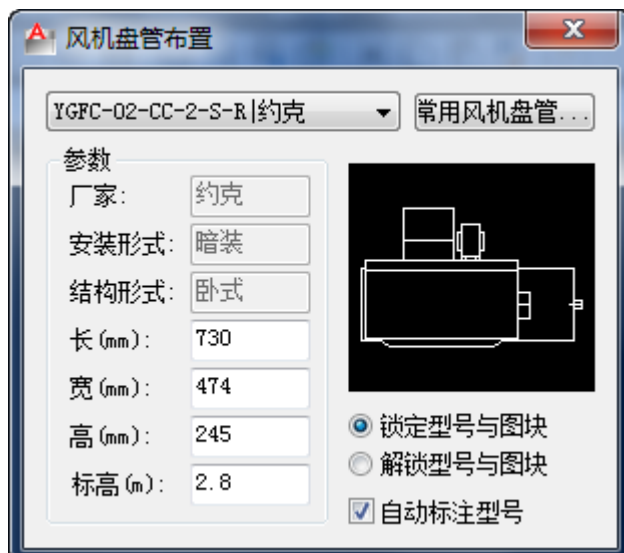 风机盘管布置
YGFC-02-CC-2-S-R|约克
常用风机盘管...
参数
厂家: 约克
安装形式: 暗装
结构形式: 卧式
长(mm): 730
宽(mm): 474
高(mm): 245
标高(m): 2.8
锁定型号与图块
解锁型号与图块
自动标注型号